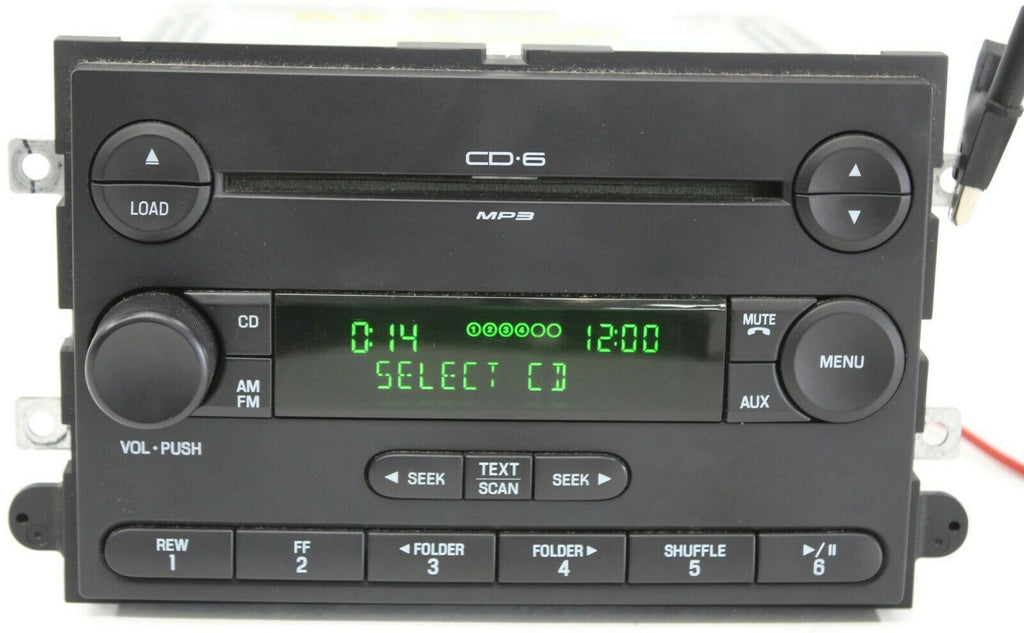 CD·6
LOAD
MP3
CD
0:14 ①②③④○○ 12:00
MUTE
SELECT CD
MENU
AM
FM
AUX
VOL·PUSH
◄ SEEK
TEXT
SCAN
SEEK ►
REW
1
FF
2
◄FOLDER
3
FOLDER►
4
SHUFFLE
5
►/II
6